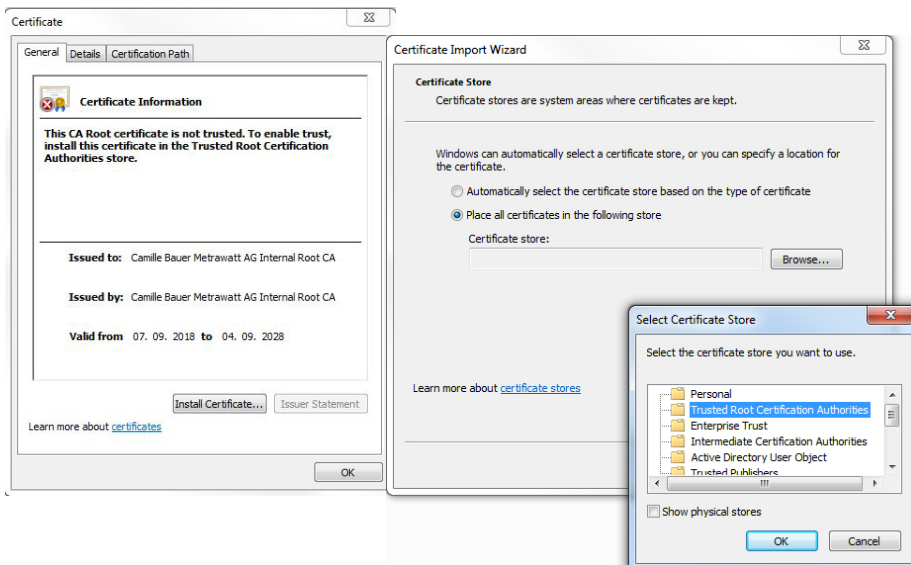 Certificate
General
Details
Certification Path
Certificate Information
This CA Root certificate is not trusted. To enable trust,
install this certificate in the Trusted Root Certification
Authorities store.
Issued to: Camille Bauer Metrawatt AG Internal Root CA
Issued by: Camille Bauer Metrawatt AG Internal Root CA
Valid from 07. 09. 2018 to 04. 09. 2028
Install Certificate...
Issuer Statement
Learn more about certificates
OK
Certificate Import Wizard
Certificate Store
Certificate stores are system areas where certificates are kept.
Windows can automatically select a certificate store, or you can specify a location for
the certificate.
Automatically select the certificate store based on the type of certificate
Place all certificates in the following store
Certificate store:
Browse...
Learn more about certificate stores
Select Certificate Store
Select the certificate store you want to use.
Personal
Trusted Root Certification Authorities
Enterprise Trust
Intermediate Certification Authorities
Active Directory User Object
Trusted Publishers
Show physical stores
OK
Cancel